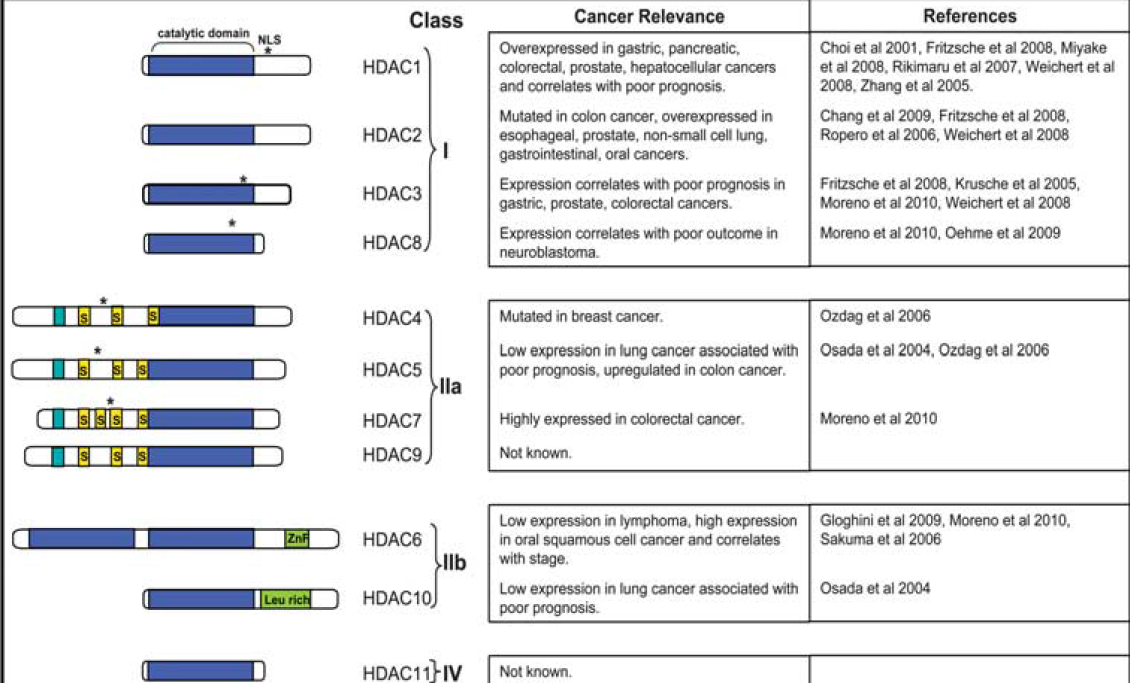 Class
Cancer Relevance
References
catalytic domain
NLS
*
HDAC1
Overexpressed in gastric, pancreatic,
colorectal, prostate, hepatocellular cancers
and correlates with poor prognosis.
Choi et al 2001, Fritzsche et al 2008, Miyake
et al 2008, Rikimaru et al 2007, Weichert et al
2008, Zhang et al 2005.
HDAC2
Mutated in colon cancer, overexpressed in
esophageal, prostate, non-small cell lung,
gastrointestinal, oral cancers.
Chang et al 2009, Fritzsche et al 2008,
Ropero et al 2006, Weichert et al 2008
I
*
HDAC3
Expression correlates with poor prognosis in
gastric, prostate, colorectal cancers.
Fritzsche et al 2008, Krusche et al 2005,
Moreno et al 2010, Weichert et al 2008
*
HDAC8
Expression correlates with poor outcome in
neuroblastoma.
Moreno et al 2010, Oehme et al 2009
*
S S S
HDAC4
Mutated in breast cancer.
Ozdag et al 2006
*
S S S
HDAC5
Low expression in lung cancer associated with
poor prognosis, upregulated in colon cancer.
Osada et al 2004, Ozdag et al 2006
IIa
*
S S S S
HDAC7
Highly expressed in colorectal cancer.
Moreno et al 2010
S S S
HDAC9
Not known.
ZnF
HDAC6
Low expression in lymphoma, high expression
in oral squamous cell cancer and correlates
with stage.
Gloghini et al 2009, Moreno et al 2010,
Sakuma et al 2006
IIb
Leu rich
HDAC10
Low expression in lung cancer associated with
poor prognosis.
Osada et al 2004
HDAC11
IV
Not known.